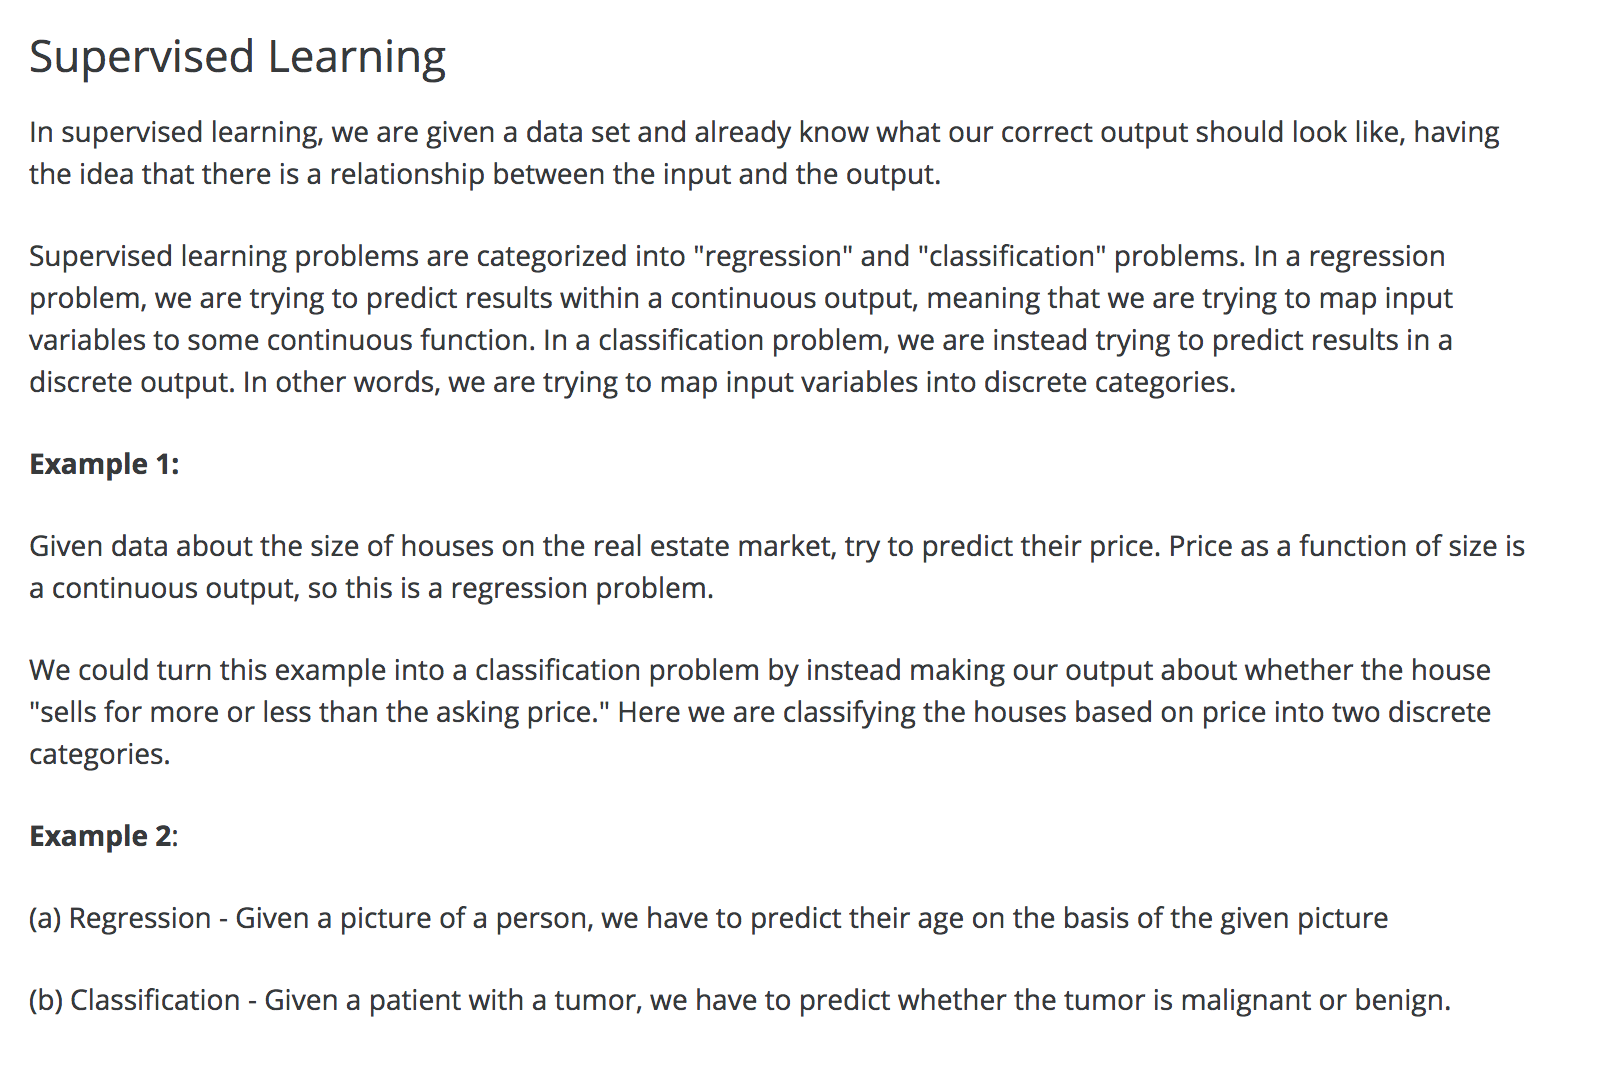 Supervised Learning
In supervised learning, we are given a data set and already know what our correct output should look like, having
the idea that there is a relationship between the input and the output.
Supervised learning problems are categorized into "regression" and "classification" problems. In a regression
problem, we are trying to predict results within a continuous output, meaning that we are trying to map input
variables to some continuous function. In a classification problem, we are instead trying to predict results in a
discrete output. In other words, we are trying to map input variables into discrete categories.
Example 1:
Given data about the size of houses on the real estate market, try to predict their price. Price as a function of size is
a continuous output, so this is a regression problem.
We could turn this example into a classification problem by instead making our output about whether the house
"sells for more or less than the asking price." Here we are classifying the houses based on price into two discrete
categories.
Example 2:
(a) Regression - Given a picture of a person, we have to predict their age on the basis of the given picture
(b) Classification - Given a patient with a tumor, we have to predict whether the tumor is malignant or benign.